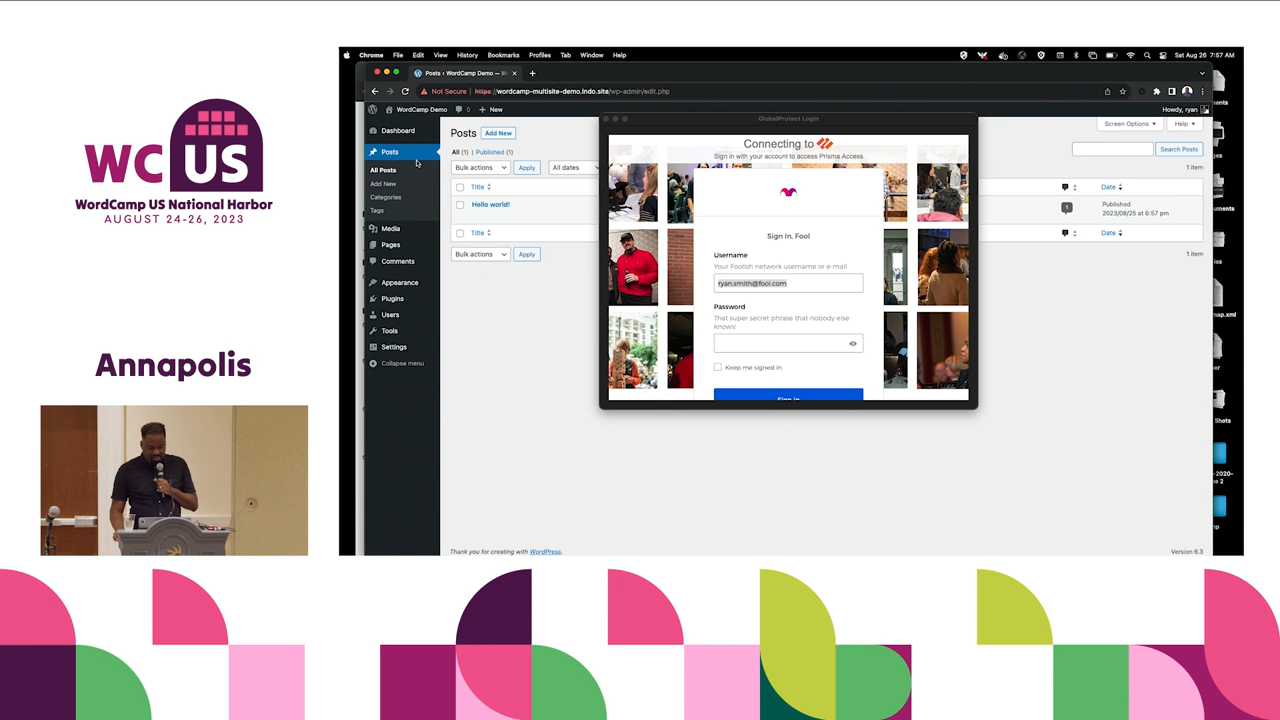 WC US
WordCamp US National Harbor
AUGUST 24-26, 2023
Annapolis
Chrome File Edit View History Bookmarks Profiles Tab Window Help
Sat Aug 26 7:57 AM
Posts ‹ WordCamp Demo — W
Not Secure https://wordcamp-multisite-demo.lndo.site/wp-admin/edit.php
WordCamp Demo 0 New
Howdy, ryan
Dashboard
Posts
All Posts
Add New
Categories
Tags
Media
Pages
Comments
Appearance
Plugins
Users
Tools
Settings
Collapse menu
Posts Add New
Screen Options Help
All (1) | Published (1)
Search Posts
Bulk actions Apply All dates
1 item
Title
Date
Hello world!
1
Published
2023/08/25 at 6:57 pm
Title
Date
Bulk actions Apply
1 item
GlobalProtect Login
Connecting to
Sign in with your account to access Prisma Access
Sign In, Fool
Username
Your Foolish network username or e-mail
ryan.smith@fool.com
Password
That super secret phrase that nobody else
knows!
Keep me signed in
Sign in
Thank you for creating with WordPress.
Version 6.3